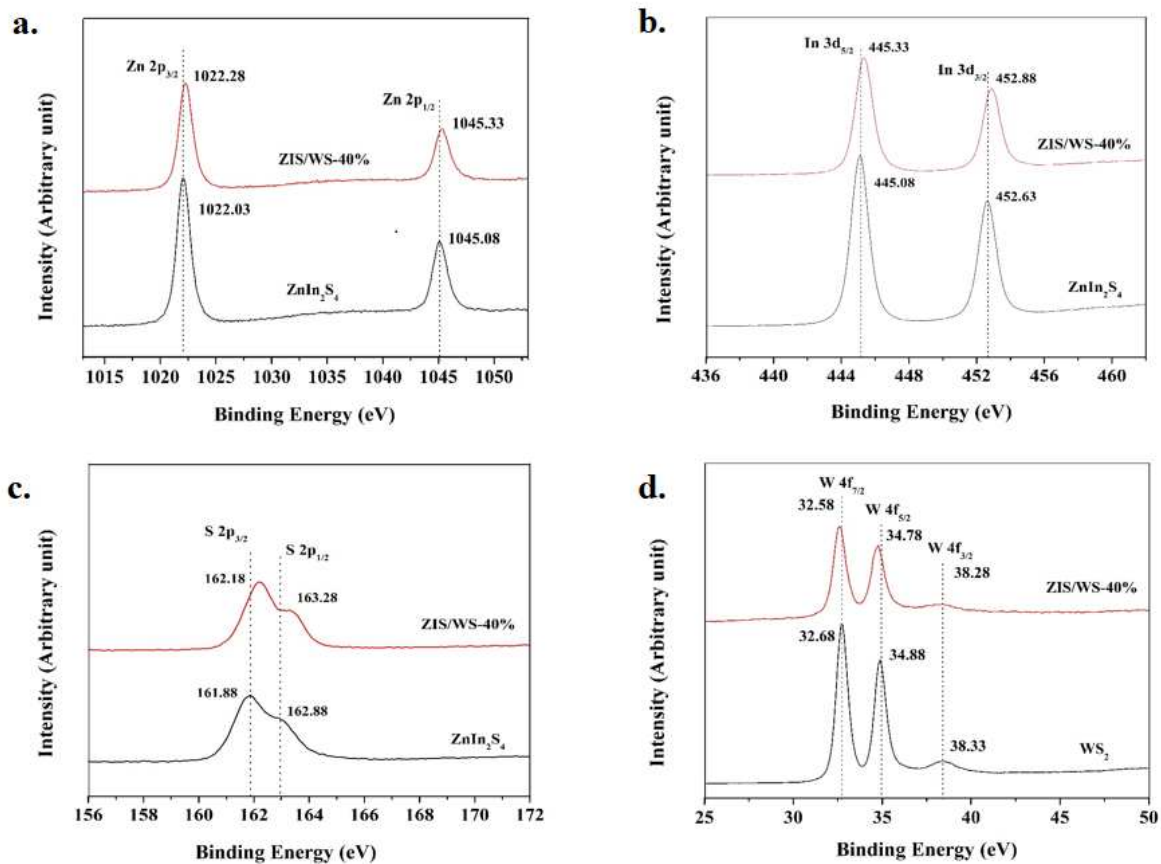 a.
Zn 2p3/2
1022.28
Zn 2p1/2
1045.33
ZIS/WS-40%
1022.03
1045.08
ZnIn2S4
Intensity (Arbitrary unit)
1015 1020 1025 1030 1035 1040 1045 1050
Binding Energy (eV)
b.
In 3d5/2
445.33
In 3d3/2
452.88
ZIS/WS-40%
445.08
452.63
ZnIn2S4
Intensity (Arbitrary unit)
436 440 444 448 452 456 460
Binding Energy (eV)
c.
S 2p3/2
S 2p1/2
162.18
163.28
ZIS/WS-40%
161.88
162.88
ZnIn2S4
Intensity (Arbitrary unit)
156 158 160 162 164 166 168 170 172
Binding Energy (eV)
d.
W 4f7/2
32.58
W 4f5/2
34.78
W 4f3/2
38.28
ZIS/WS-40%
32.68
34.88
38.33
WS2
Intensity (Arbitrary unit)
25 30 35 40 45 50
Binding Energy (eV)